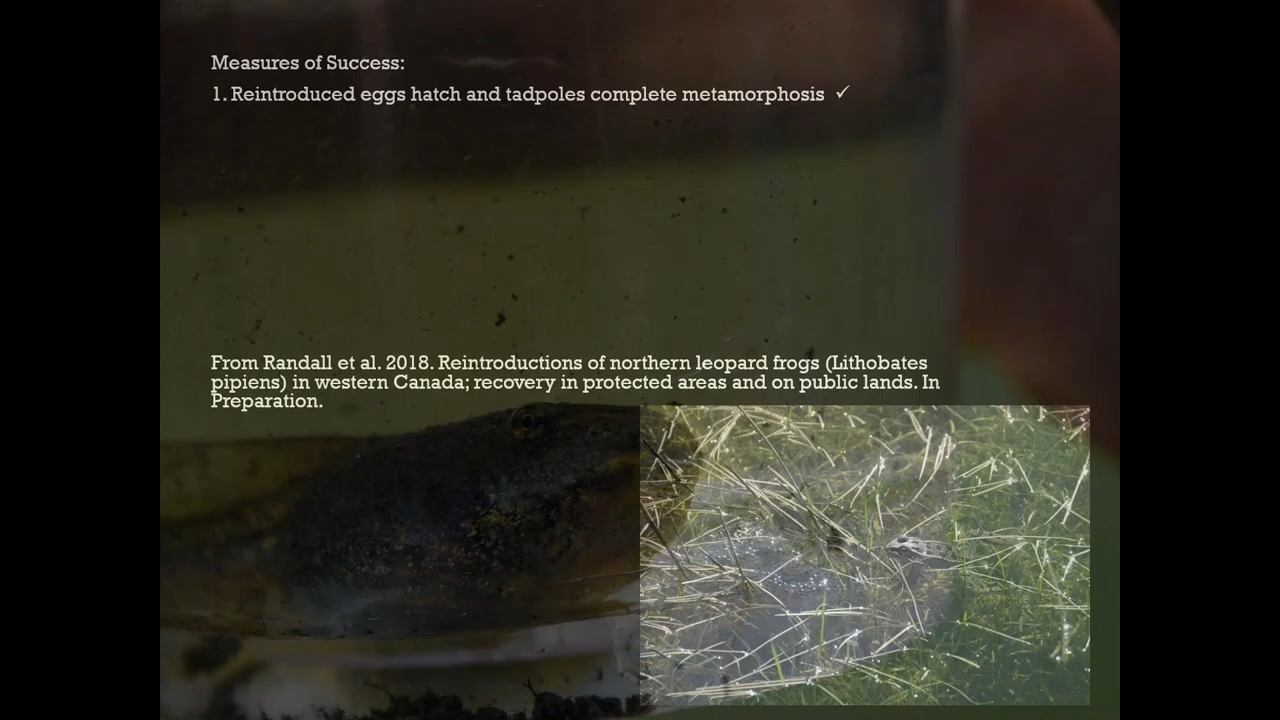 Measures of Success:
1. Reintroduced eggs hatch and tadpoles complete metamorphosis ✓
From Randall et al. 2018. Reintroductions of northern leopard frogs (Lithobates
pipiens) in western Canada; recovery in protected areas and on public lands. In
Preparation.